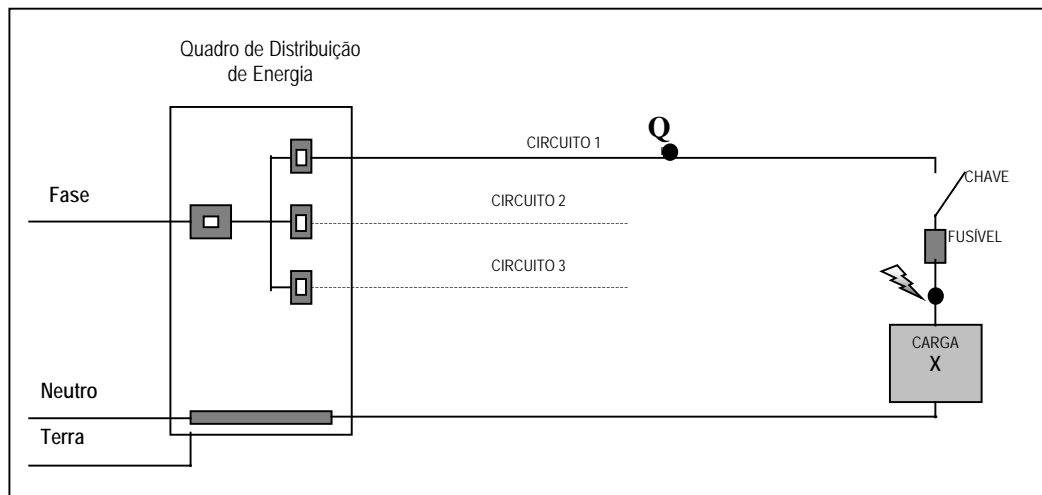 Quadro de Distribuição
de Energia
Q
CIRCUITO 1
CHAVE
Fase
CIRCUITO 2
FUSÍVEL
CIRCUITO 3
CARGA
X
Neutro
Terra